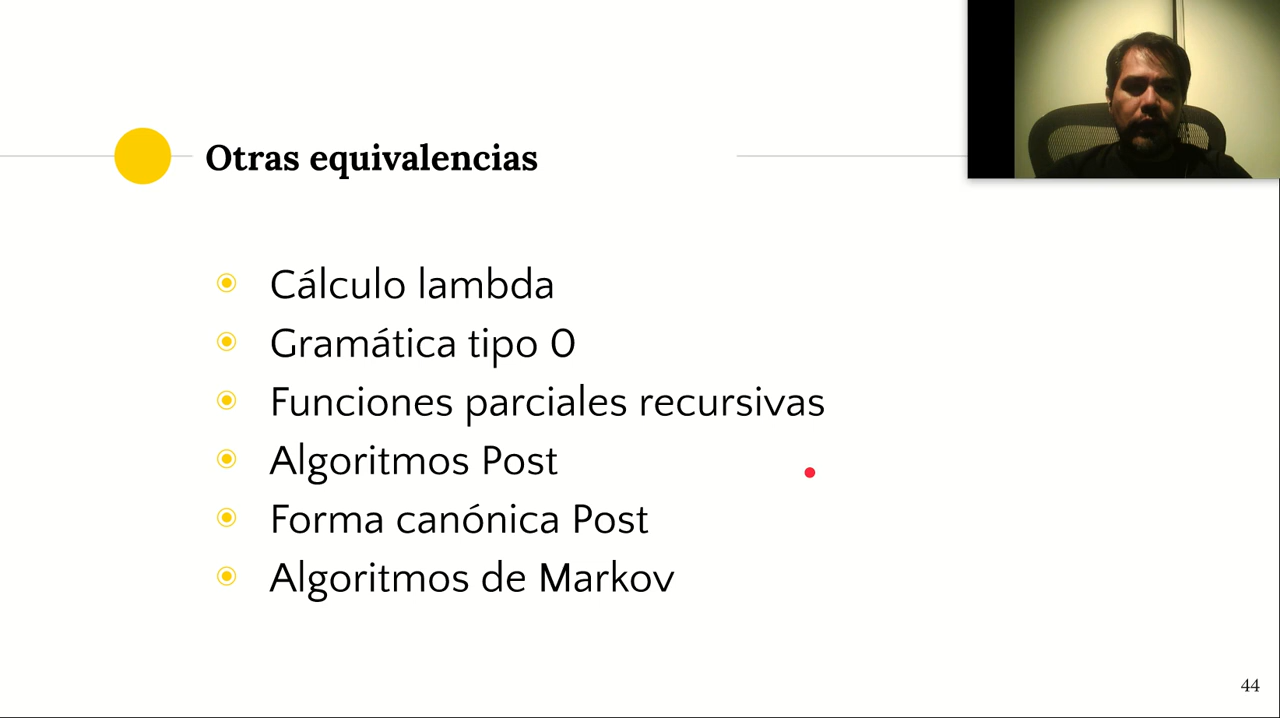 Otras equivalencias
Cálculo lambda
Gramática tipo 0
Funciones parciales recursivas
Algoritmos Post
Forma canónica Post
Algoritmos de Markov
44